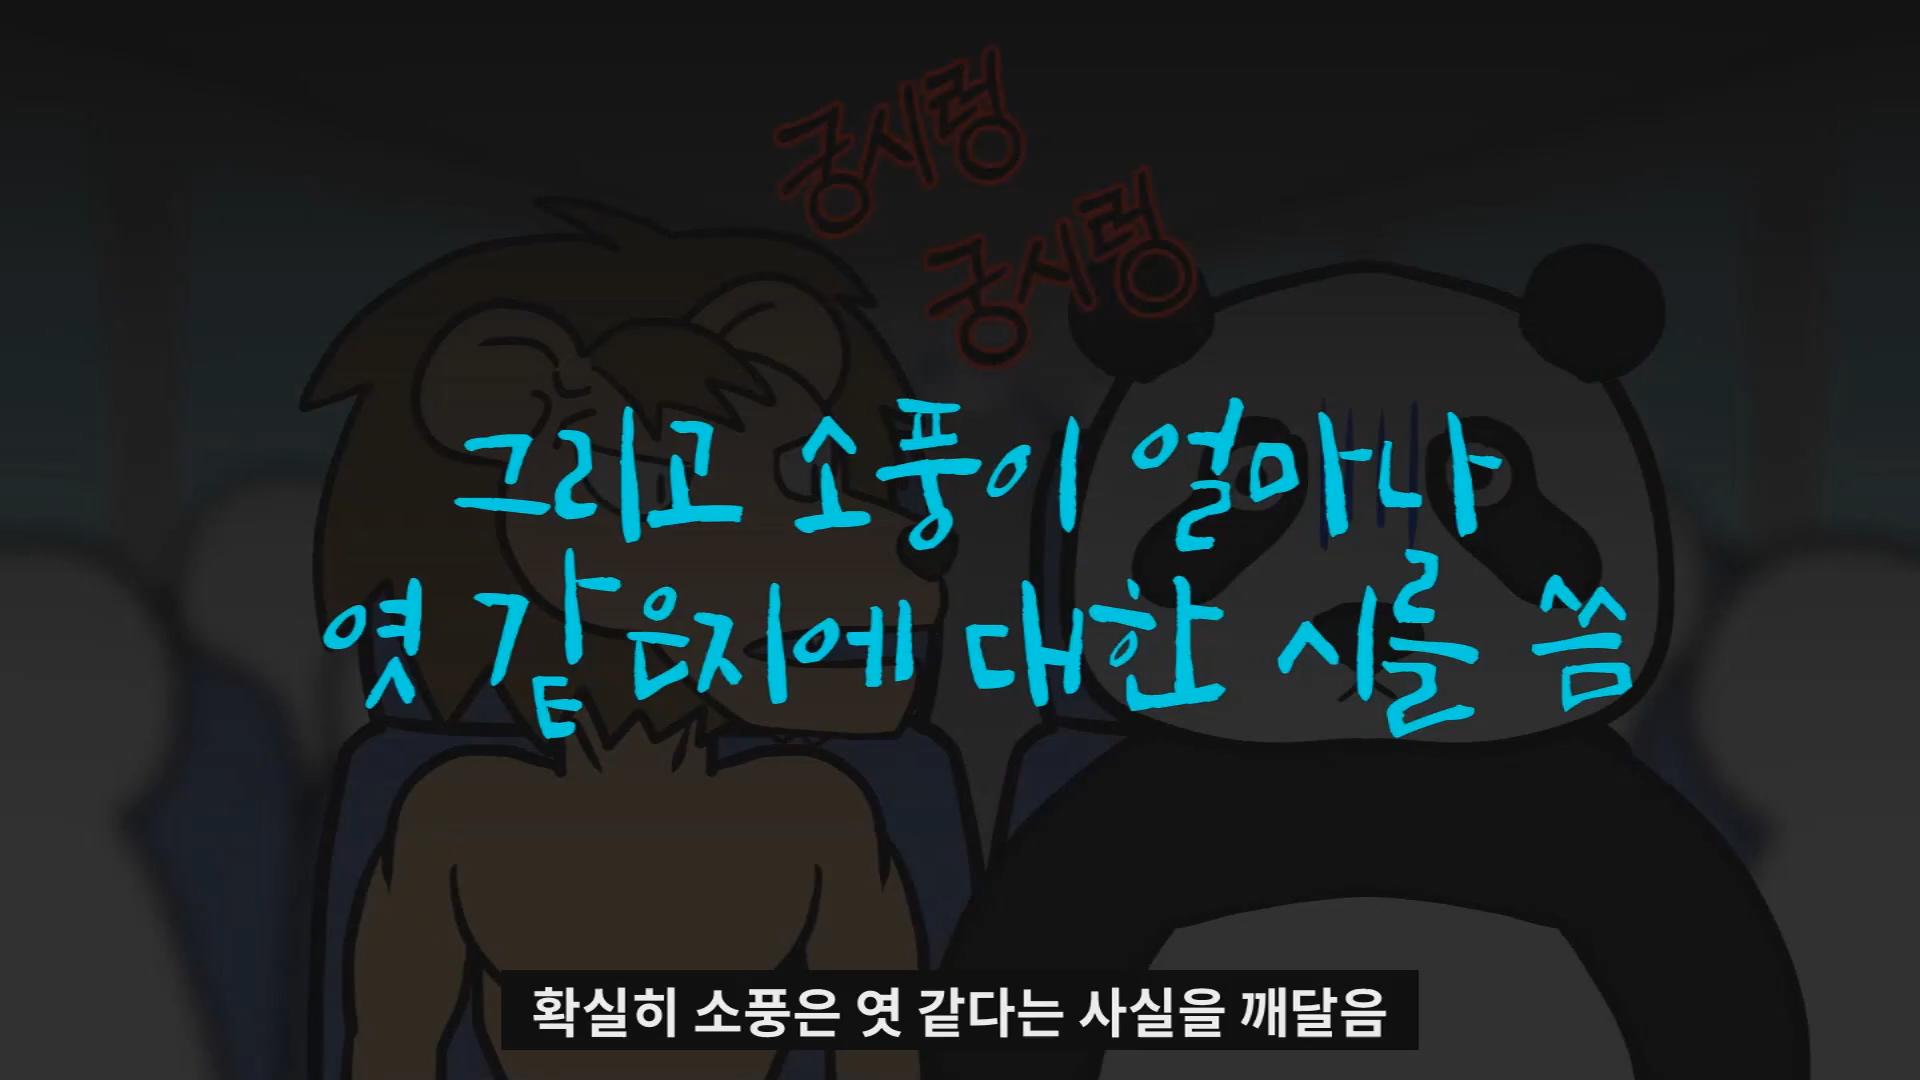 궁시렁
궁시렁
그리고 소풍이 얼마나
엿 같은지에 대한 시를 씀
확실히 소풍은 엿 같다는 사실을 깨달음